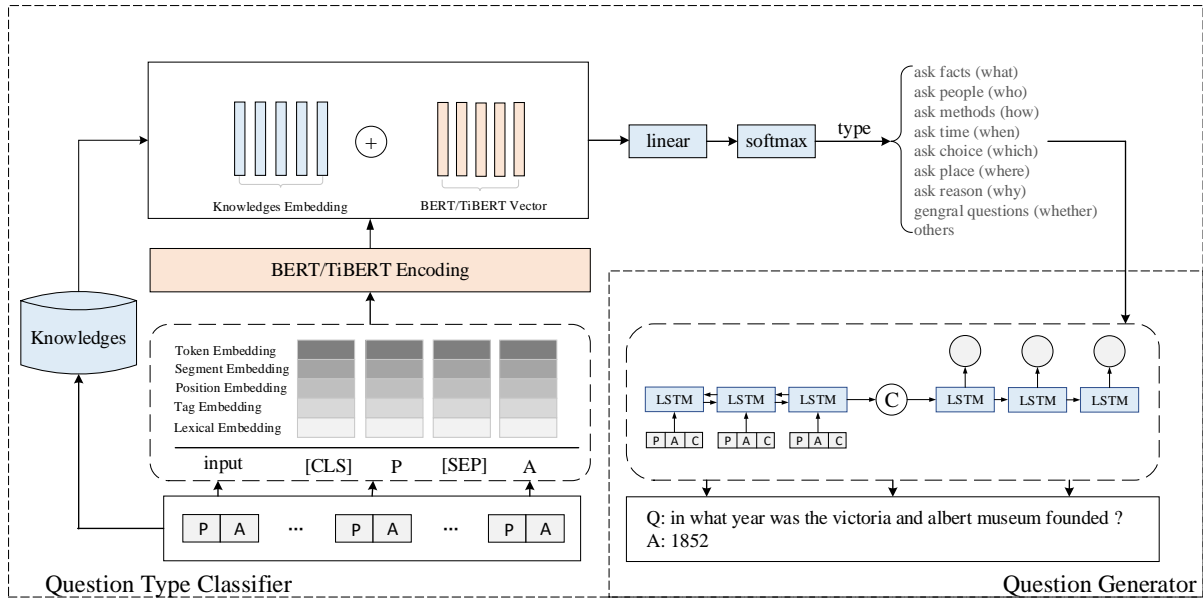 Knowledges Embedding
+
BERT/TiBERT Vector
linear
softmax
type
ask facts (what)
ask people (who)
ask methods (how)
ask time (when)
ask choice (which)
ask place (where)
ask reason (why)
gengral questions (whether)
others
BERT/TiBERT Encoding
Knowledges
Token Embedding
Segment Embedding
Position Embedding
Tag Embedding
Lexical Embedding
input [CLS] P [SEP] A
P A ... P A ... P A
Question Type Classifier
LSTM LSTM LSTM C LSTM LSTM LSTM
P A C P A C P A C
Q: in what year was the victoria and albert museum founded ?
A: 1852
Question Generator